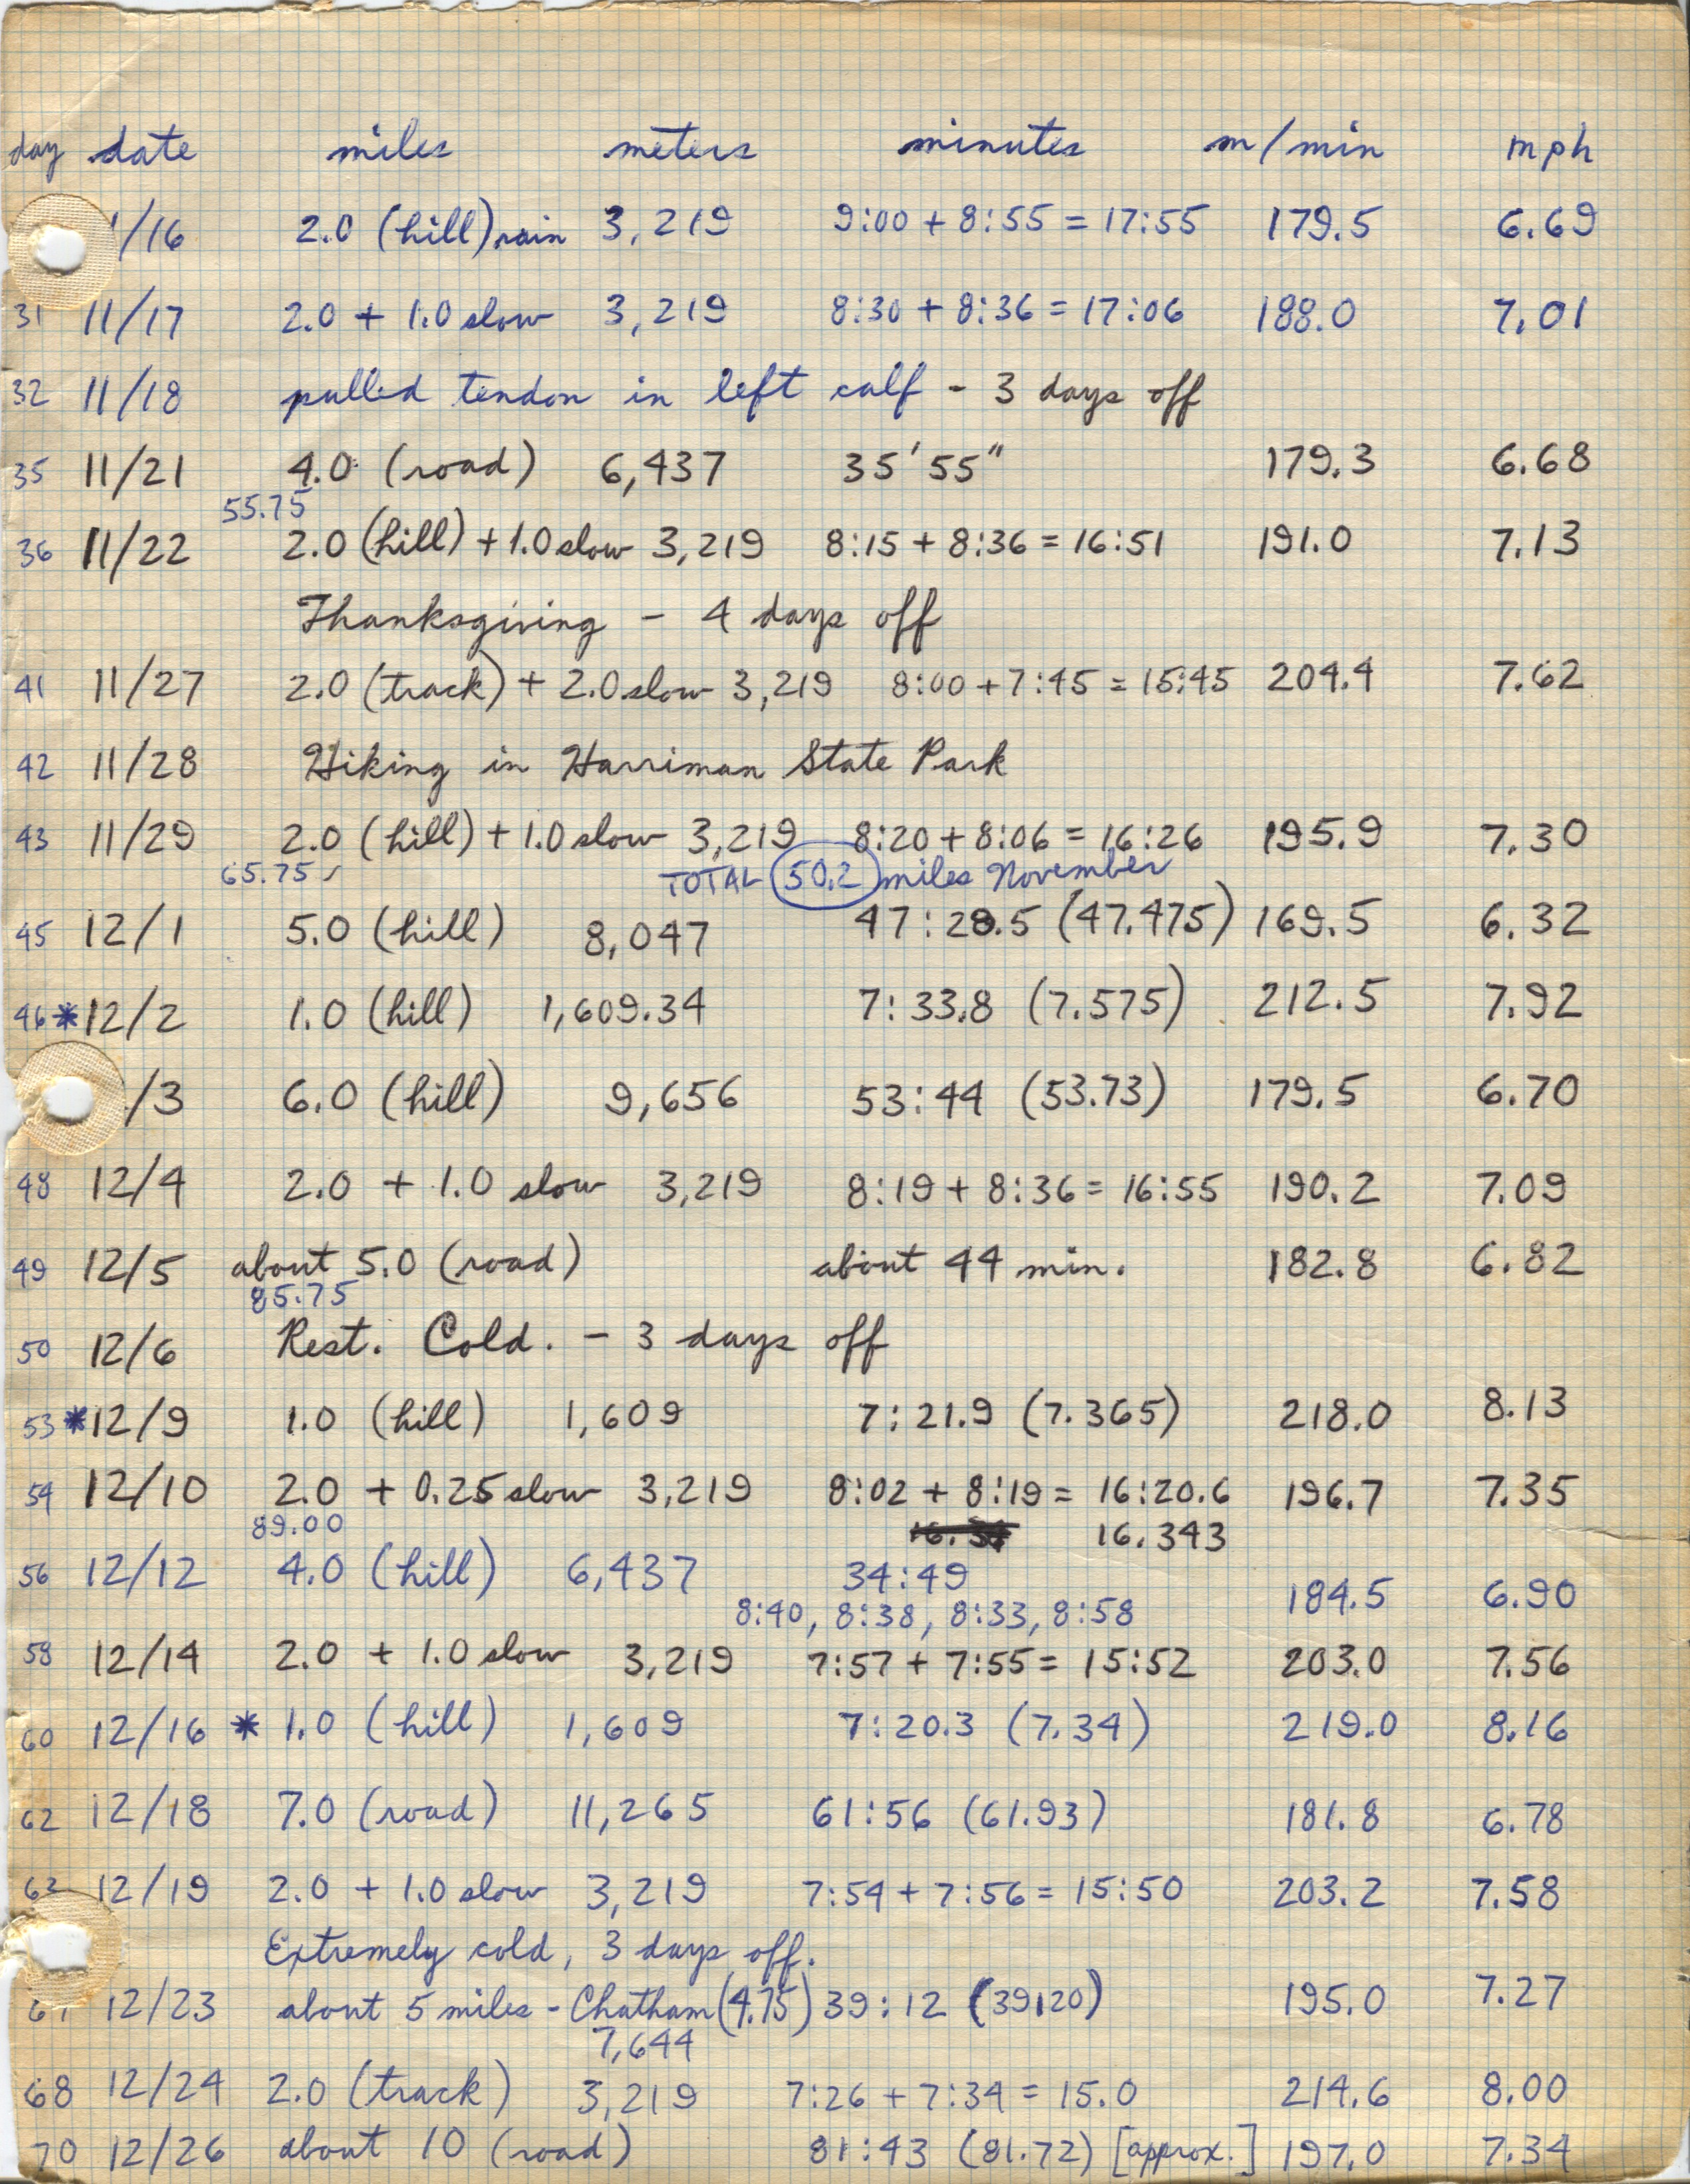 day date miles meters minutes m/min mph
/16 2.0 (hill) rain 3,219 9:00 + 8:55 = 17:55 179.5 6.69
31 11/17 2.0 + 1.0 slow 3,219 8:30 + 8:36 = 17:06 188.0 7.01
32 11/18 pulled tendon in left calf - 3 days off
35 11/21 4.0 (road) 6,437 35'55" 179.3 6.68
55.75
36 11/22 2.0 (hill) + 1.0 slow 3,219 8:15 + 8:36 = 16:51 191.0 7.13
Thanksgiving - 4 days off
41 11/27 2.0 (track) + 2.0 slow 3,219 8:00 + 7:45 = 15:45 204.4 7.62
42 11/28 Hiking in Harriman State Park
43 11/29 2.0 (hill) + 1.0 slow 3,219 8:20 + 8:06 = 16:26 195.9 7.30
65.75 TOTAL 50.2 miles November
45 12/1 5.0 (hill) 8,047 47:28.5 (47.475) 169.5 6.32
46 *12/2 1.0 (hill) 1,609.34 7:33.8 (7.575) 212.5 7.92
/3 6.0 (hill) 9,656 53:44 (53.73) 179.5 6.70
48 12/4 2.0 + 1.0 slow 3,219 8:19 + 8:36 = 16:55 190.2 7.09
49 12/5 about 5.0 (road) about 44 min. 182.8 6.82
85.75
50 12/6 Rest. Cold. - 3 days off
53 *12/9 1.0 (hill) 1,609 7:21.9 (7.365) 218.0 8.13
54 12/10 2.0 + 0.25 slow 3,219 8:02 + 8:19 = 16:20.6 196.7 7.35
89.00 16.343
56 12/12 4.0 (hill) 6,437 34:49 184.5 6.90
8:40, 8:38, 8:33, 8:58
58 12/14 2.0 + 1.0 slow 3,219 7:57 + 7:55 = 15:52 203.0 7.56
60 12/16 * 1.0 (hill) 1,609 7:20.3 (7.34) 219.0 8.16
62 12/18 7.0 (road) 11,265 61:56 (61.93) 181.8 6.78
63 12/19 2.0 + 1.0 slow 3,219 7:54 + 7:56 = 15:50 203.2 7.58
Extremely cold, 3 days off.
12/23 about 5 miles - Chatham (4.75) 39:12 (39.20) 195.0 7.27
7,644
68 12/24 2.0 (track) 3,219 7:26 + 7:34 = 15.0 214.6 8.00
70 12/26 about 10 (road) 81:43 (81.72) [approx.] 197.0 7.34